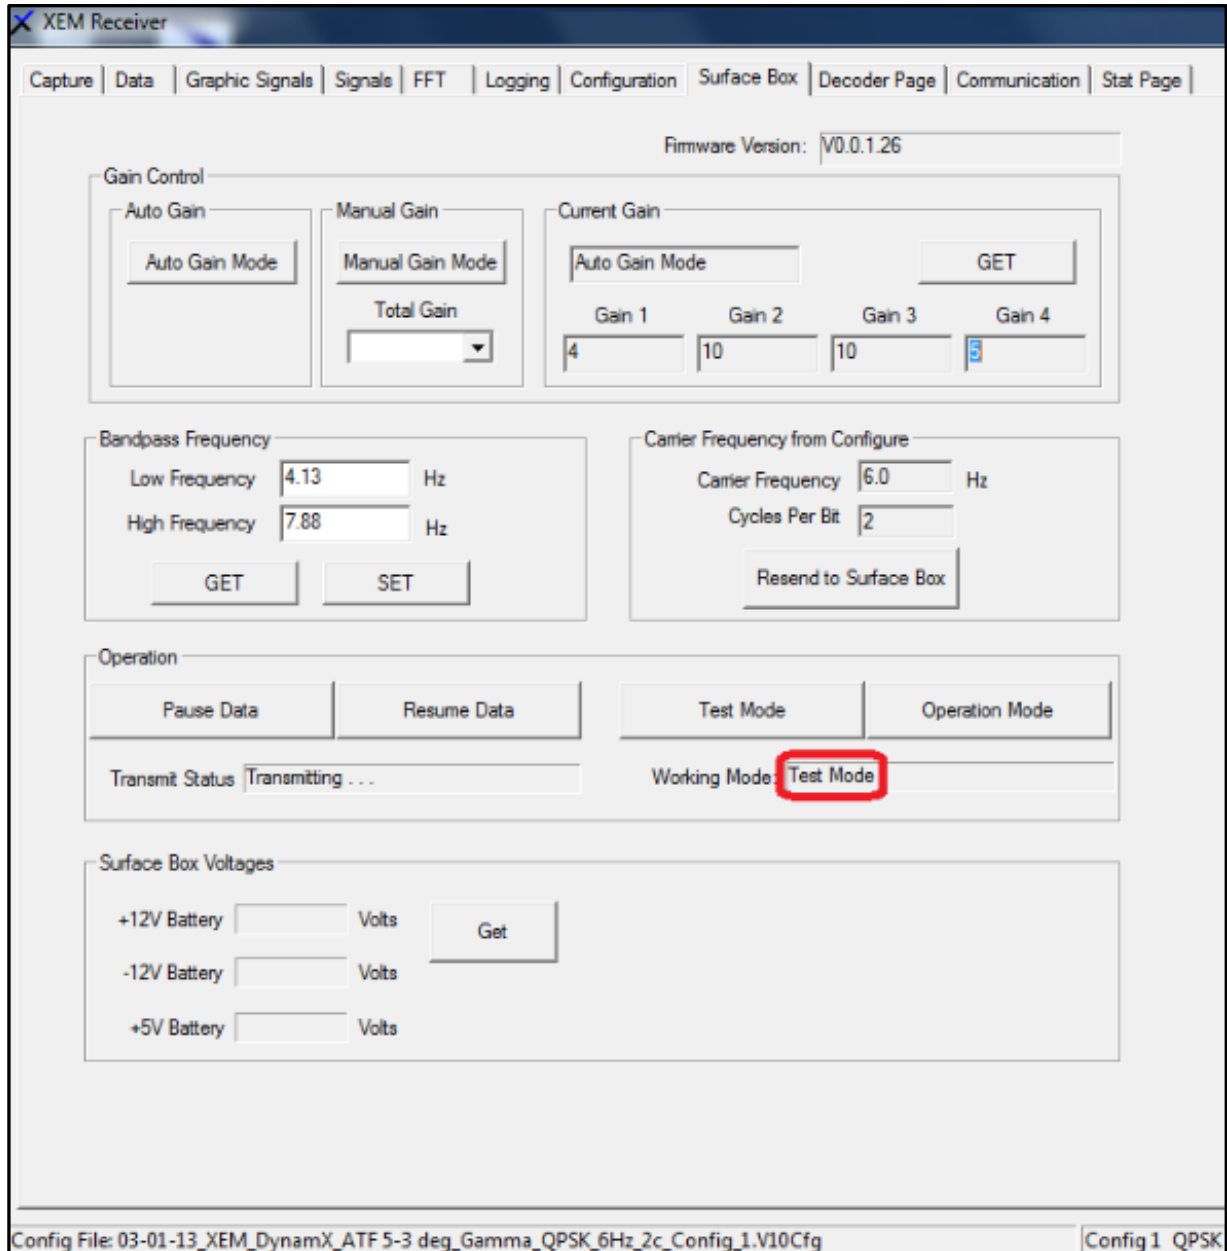 XEM Receiver
Capture Data Graphic Signals Signals FFT Logging Configuration Surface Box Decoder Page Communication Stat Page
Firmware Version: V0.0.1.26
Gain Control
Auto Gain Manual Gain Current Gain
Auto Gain Mode Manual Gain Mode Auto Gain Mode GET
Total Gain Gain 1 Gain 2 Gain 3 Gain 4
4 10 10 5
Bandpass Frequency
Low Frequency 4.13 Hz
High Frequency 7.88 Hz
GET SET
Carrier Frequency from Configure
Carrier Frequency 6.0 Hz
Cycles Per Bit 2
Resend to Surface Box
Operation
Pause Data Resume Data Test Mode Operation Mode
Transmit Status Transmitting . . . Working Mode: Test Mode
Surface Box Voltages
+12V Battery Volts Get
-12V Battery Volts
+5V Battery Volts
Config File: 03-01-13_XEM_DynamX_ATF 5-3 deg_Gamma_QPSK_6Hz_2c_Config_1.V10Cfg Config 1 QPSK